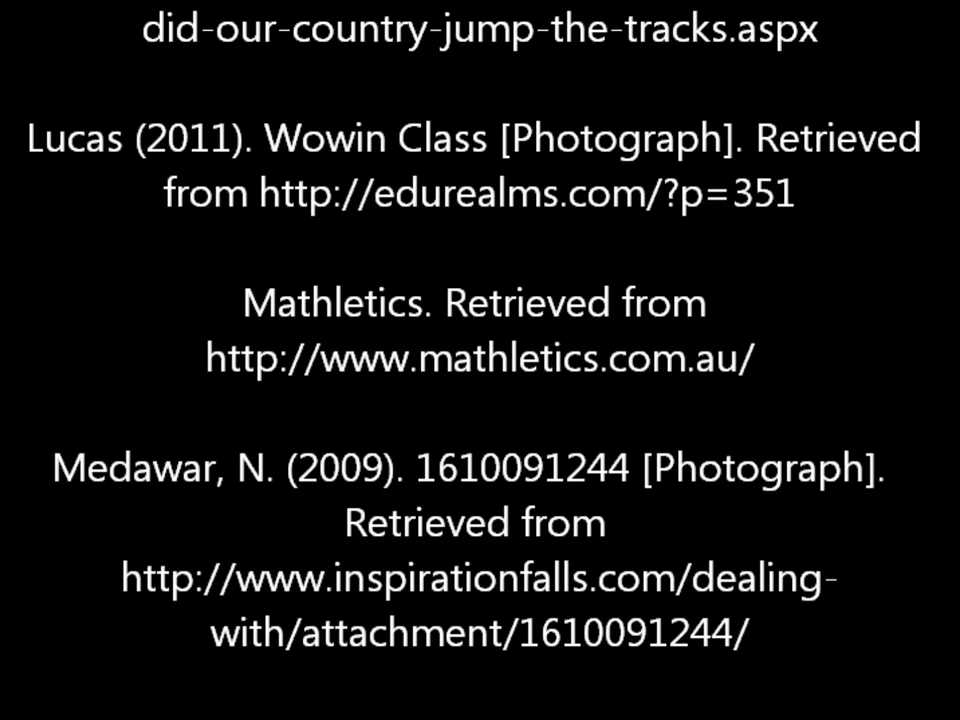 did-our-country-jump-the-tracks.aspx
Lucas (2011). Wowin Class [Photograph]. Retrieved
from http://edurealms.com/?p=351
Mathletics. Retrieved from
http://www.mathletics.com.au/
Medawar, N. (2009). 1610091244 [Photograph].
Retrieved from
http://www.inspirationfalls.com/dealing-
with/attachment/1610091244/